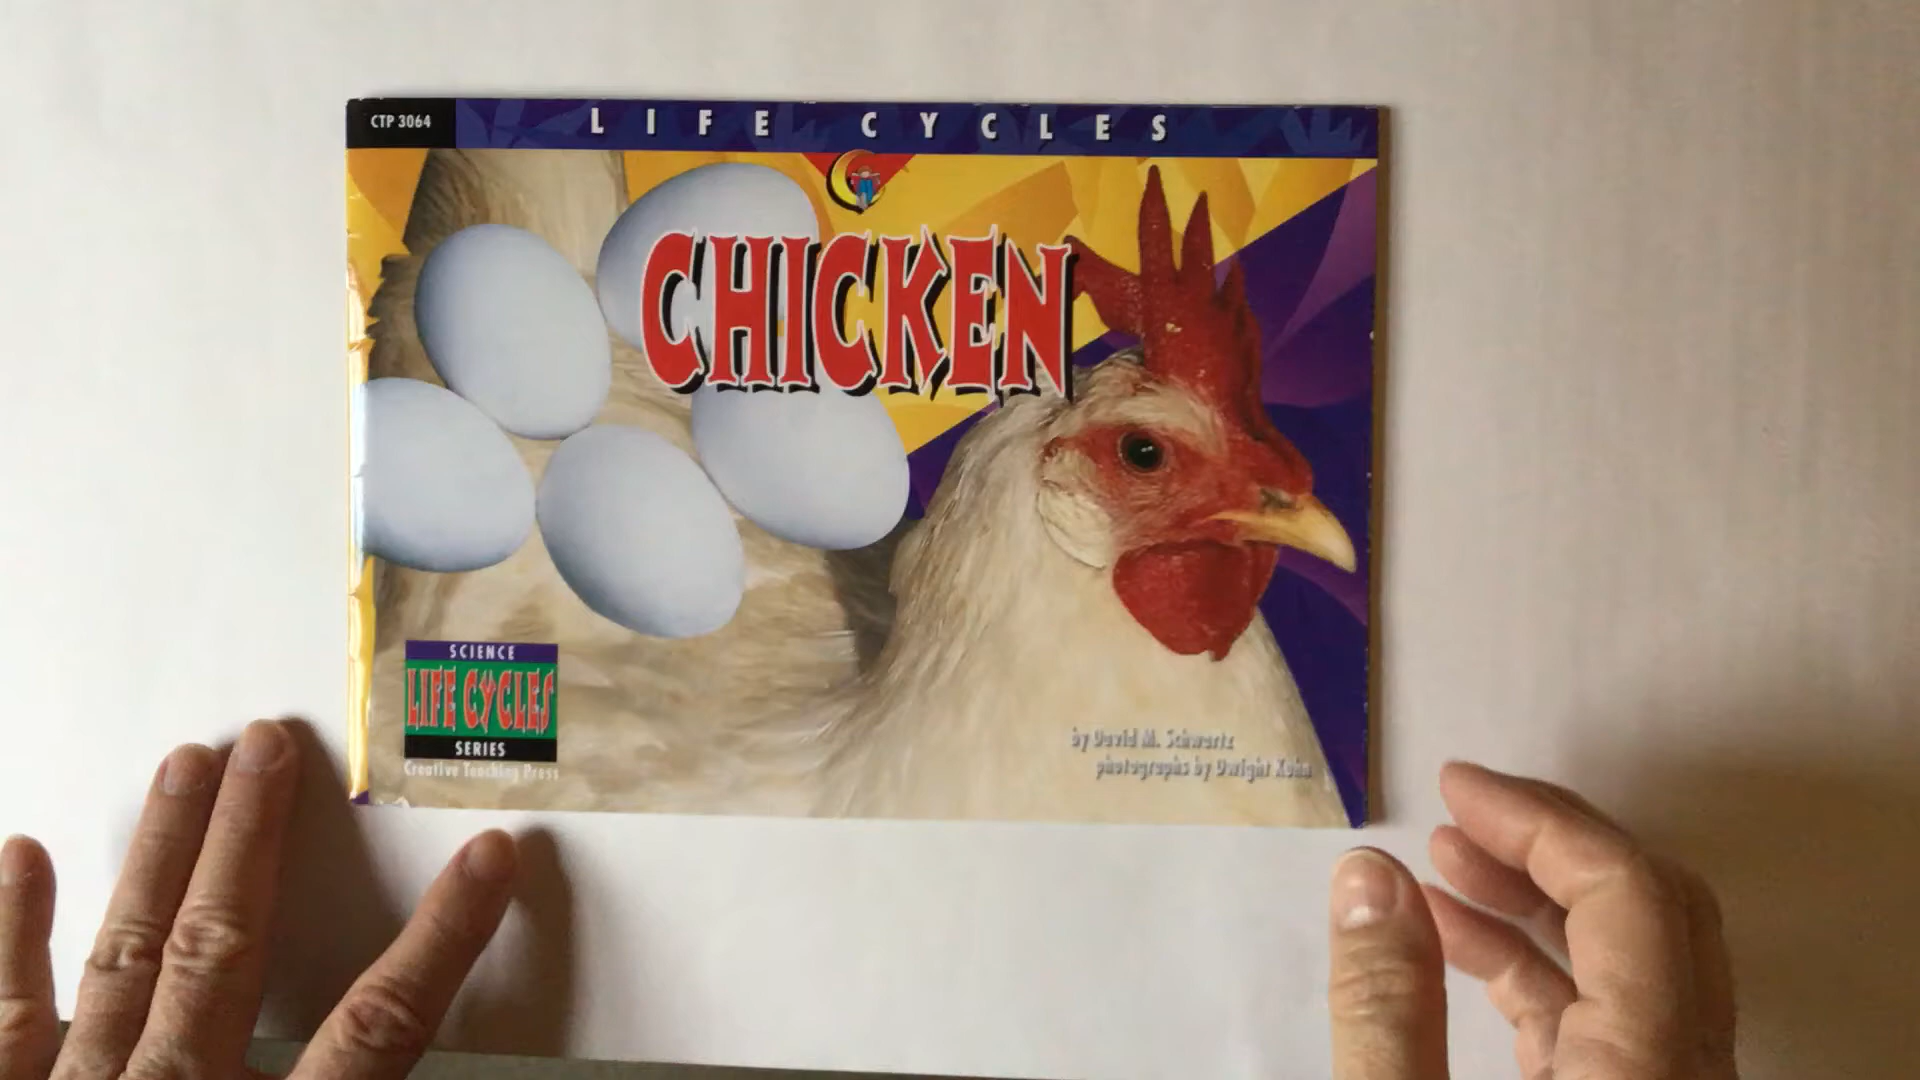 CTP 3064
LIFE CYCLES
CHICKEN
SCIENCE
LIFE CYCLES
SERIES
Creative Teaching Press
by David M. Schwartz
photographs by Dwight Kuhn